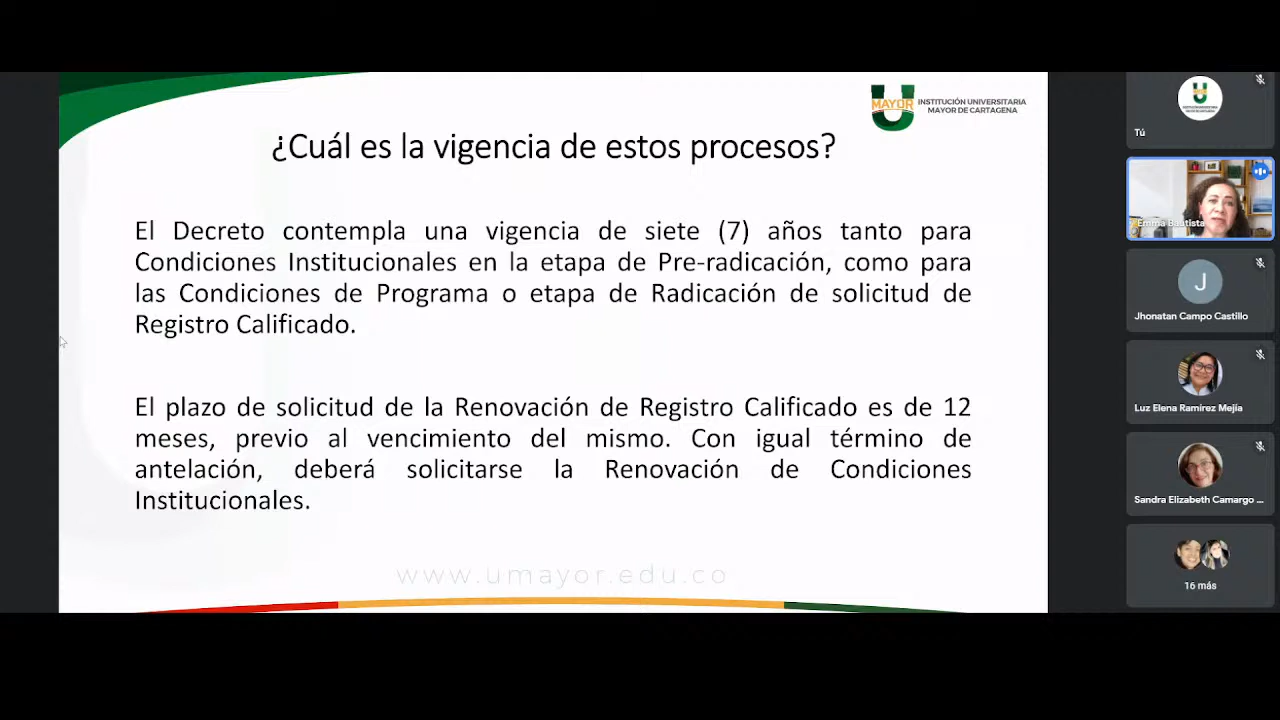 MAYOR
INSTITUCIÓN UNIVERSITARIA
MAYOR DE CARTAGENA
¿Cuál es la vigencia de estos procesos?
El Decreto contempla una vigencia de siete (7) años tanto para
Condiciones Institucionales en la etapa de Pre-radicación, como para
las Condiciones de Programa o etapa de Radicación de solicitud de
Registro Calificado.
El plazo de solicitud de la Renovación de Registro Calificado es de 12
meses, previo al vencimiento del mismo. Con igual término de
antelación, deberá solicitarse la Renovación de Condiciones
Institucionales.
www.umayor.edu.co
Tú
Emma Bautista
J
Jhonatan Campo Castillo
Luz Elena Ramirez Mejía
Sandra Elizabeth Camargo ...
16 más